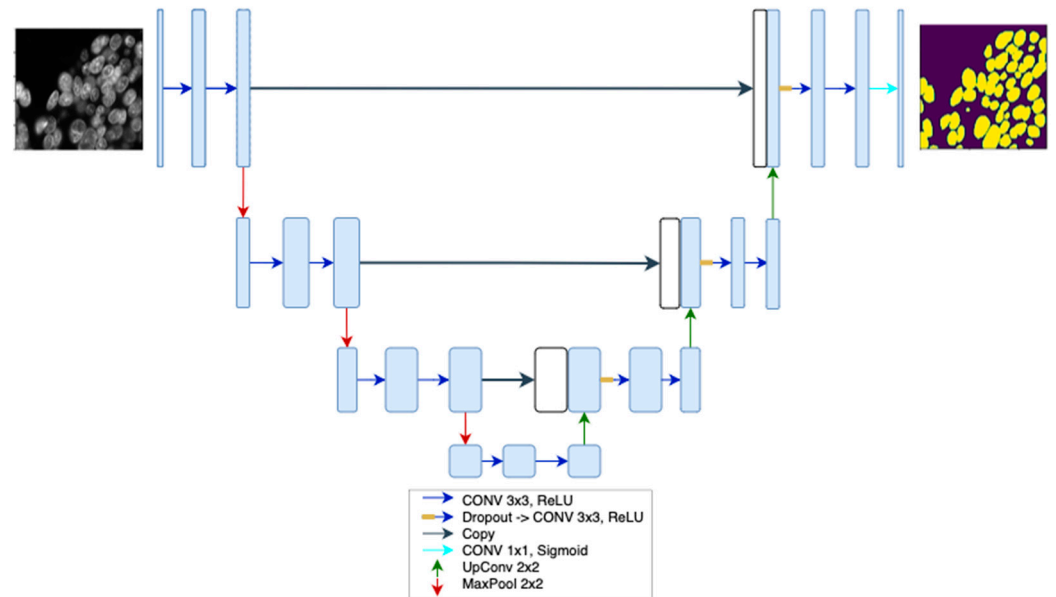 CONV 3x3, ReLU
Dropout -> CONV 3x3, ReLU
Copy
CONV 1x1, Sigmoid
UpConv 2x2
MaxPool 2x2